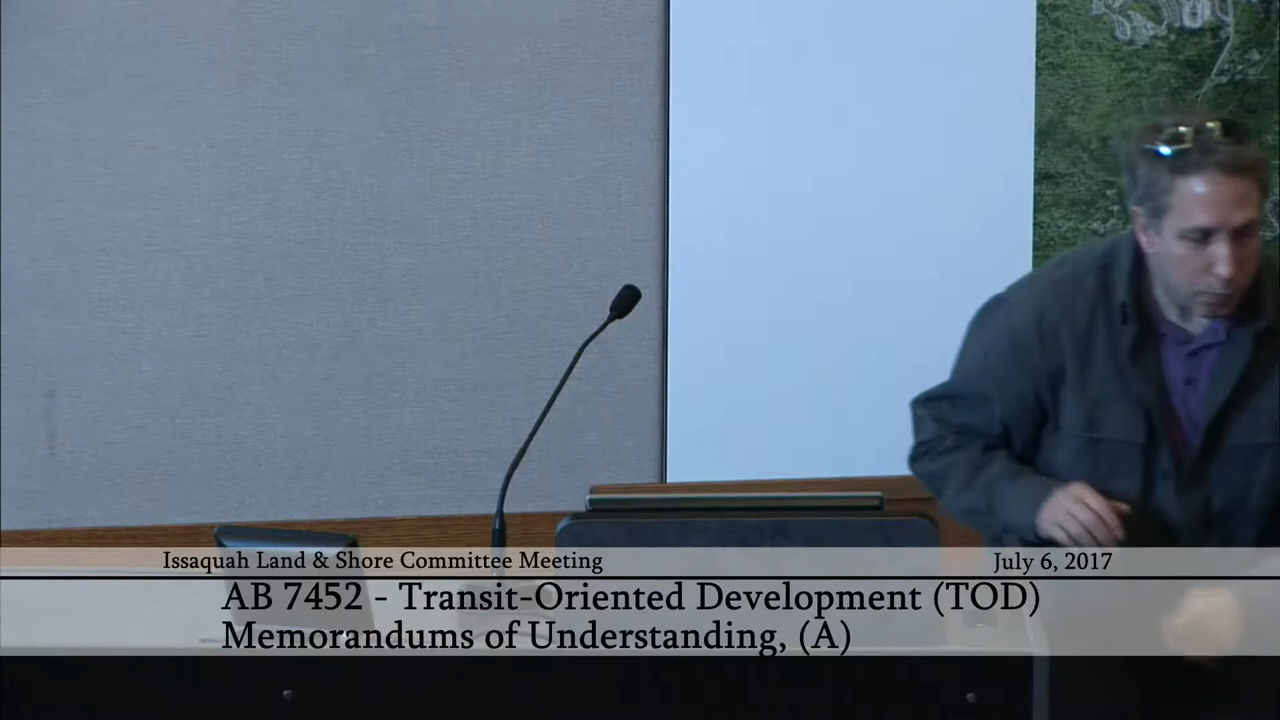 Issaquah Land & Shore Committee Meeting
July 6, 2017
AB 7452 - Transit-Oriented Development (TOD)
Memorandums of Understanding, (A)